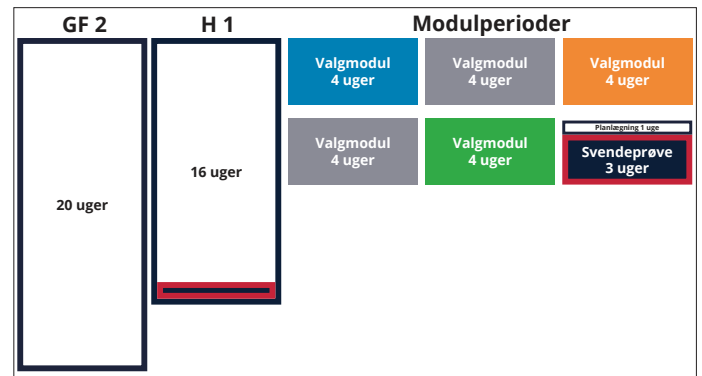 GF 2
H 1
Modulperioder
20 uger
16 uger
Valgmodul
4 uger
Valgmodul
4 uger
Valgmodul
4 uger
Valgmodul
4 uger
Valgmodul
4 uger
Planlægning 1 uge
Svendeprøve
3 uger